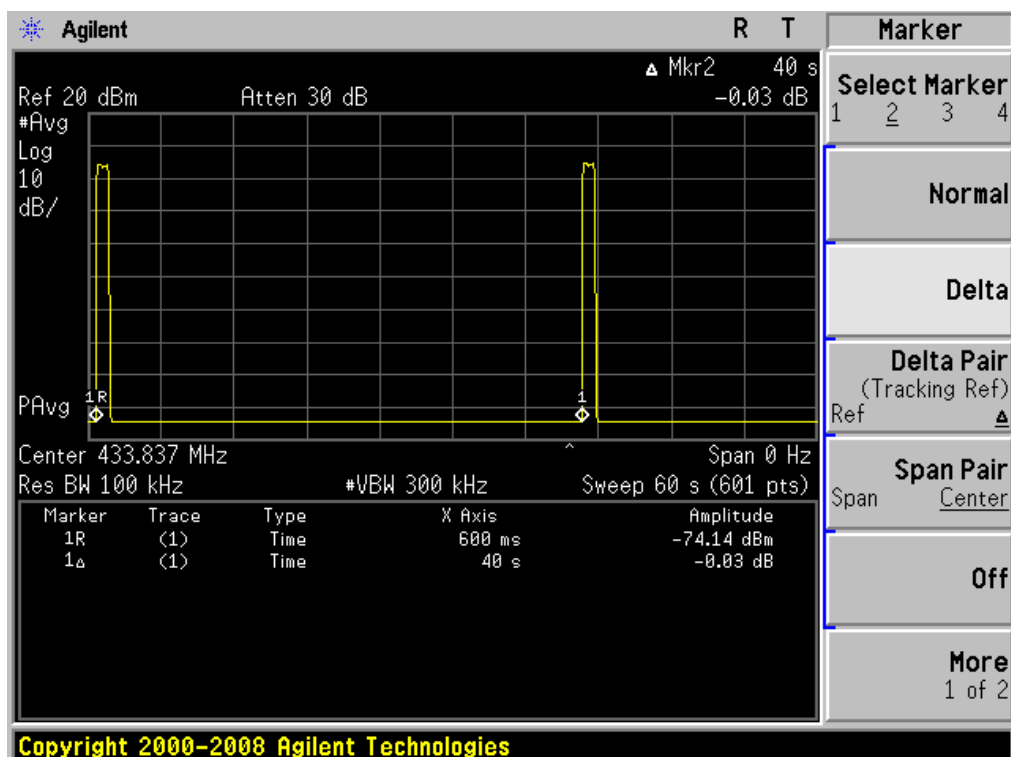 Agilent R T
Marker
Δ Mkr2 40 s
Ref 20 dBm Atten 30 dB -0.03 dB
#Avg
Log
10
dB/
PAvg
1R
1
Center 433.837 MHz Span 0 Hz
Res BW 100 kHz #VBW 300 kHz Sweep 60 s (601 pts)
Marker Trace Type X Axis Amplitude
1R (1) Time 600 ms -74.14 dBm
1Δ (1) Time 40 s -0.03 dB
Select Marker
1 2 3 4
Normal
Delta
Delta Pair
(Tracking Ref)
Ref Δ
Span Pair
Span Center
Off
More
1 of 2
Copyright 2000-2008 Agilent Technologies